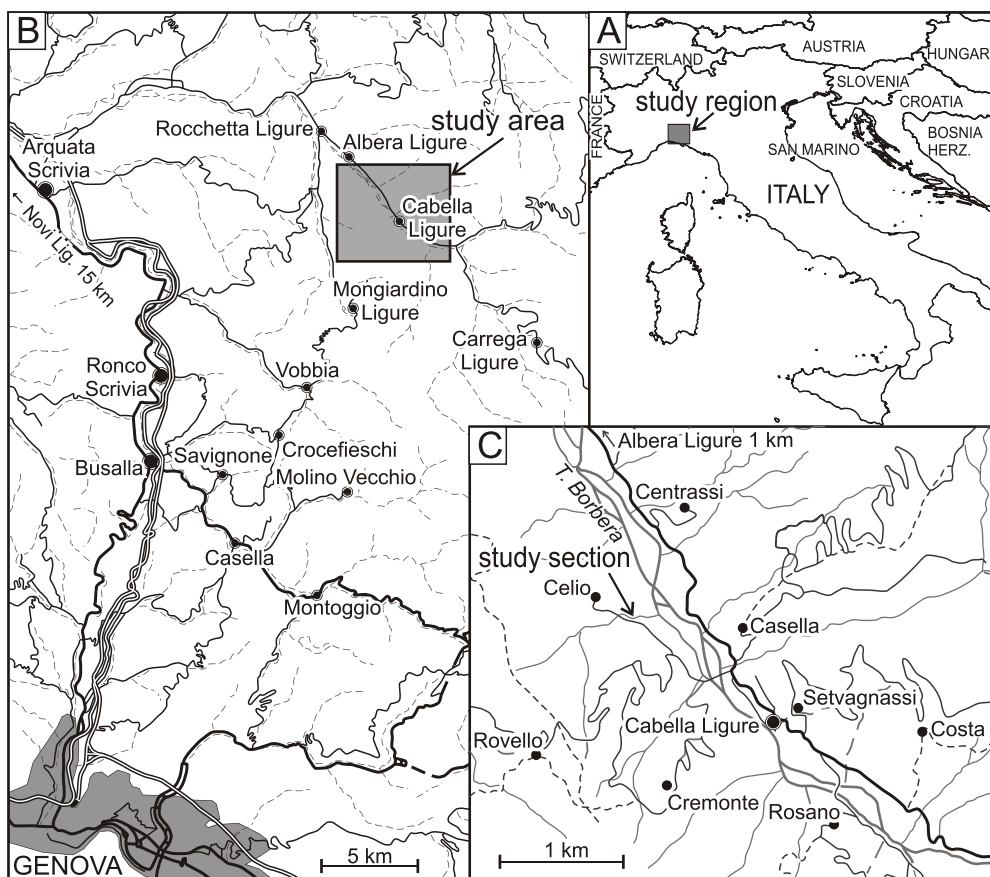 B
Rocchetta Ligure
Albera Ligure
study area
Arquata
Scrivia
Cabella
Ligure
← Novi Lig. 15 km
Mongiardino
Ligure
Carrega
Ligure
Ronco
Scrivia
Vobbia
Busalla
Savignone
Crocefieschi
Molino Vecchio
Casella
Montoggio
GENOVA
5 km
A
SWITZERLAND
AUSTRIA
HUNGAR
SLOVENIA
CROATIA
FRANCE
study region
BOSNIA
HERZ.
SAN MARINO
ITALY
C
Albera Ligure 1 km
T. Borbera
Centrassi
study-section
Celio
Casella
Setvagnassi
Cabella Ligure
Costa
Rovello
Cremonte
Rosano
1 km